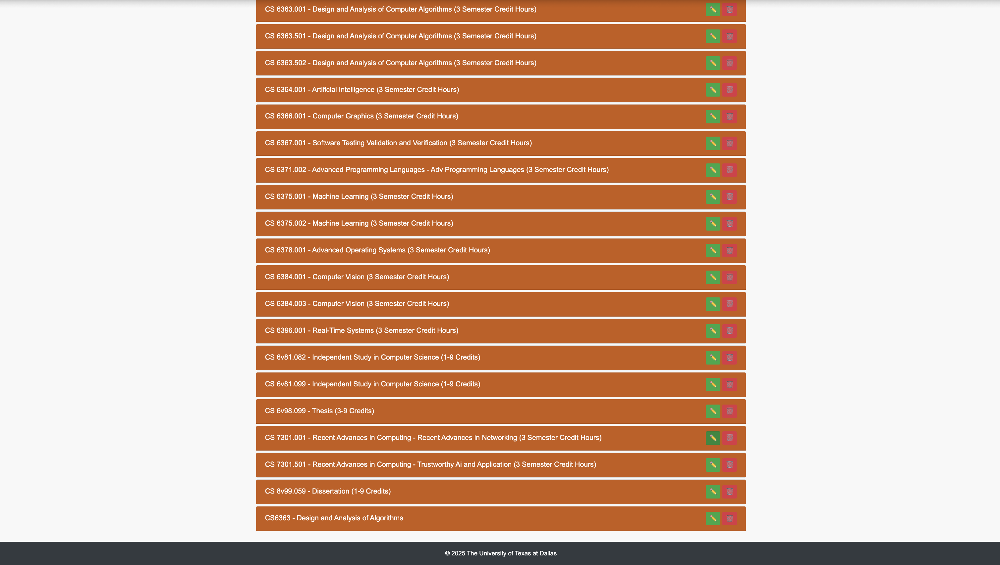 CS 6363.001 - Design and Analysis of Computer Algorithms (3 Semester Credit Hours)
CS 6363.501 - Design and Analysis of Computer Algorithms (3 Semester Credit Hours)
CS 6363.502 - Design and Analysis of Computer Algorithms (3 Semester Credit Hours)
CS 6364.001 - Artificial Intelligence (3 Semester Credit Hours)
CS 6366.001 - Computer Graphics (3 Semester Credit Hours)
CS 6367.001 - Software Testing Validation and Verification (3 Semester Credit Hours)
CS 6371.002 - Advanced Programming Languages - Adv Programming Languages (3 Semester Credit Hours)
CS 6375.001 - Machine Learning (3 Semester Credit Hours)
CS 6375.002 - Machine Learning (3 Semester Credit Hours)
CS 6378.001 - Advanced Operating Systems (3 Semester Credit Hours)
CS 6384.001 - Computer Vision (3 Semester Credit Hours)
CS 6384.003 - Computer Vision (3 Semester Credit Hours)
CS 6396.001 - Real-Time Systems (3 Semester Credit Hours)
CS 6v81.082 - Independent Study in Computer Science (1-9 Credits)
CS 6v81.099 - Independent Study in Computer Science (1-9 Credits)
CS 6v98.099 - Thesis (3-9 Credits)
CS 7301.001 - Recent Advances in Computing - Recent Advances in Networking (3 Semester Credit Hours)
CS 7301.501 - Recent Advances in Computing - Trustworthy Ai and Application (3 Semester Credit Hours)
CS 8v99.059 - Dissertation (1-9 Credits)
CS6363 - Design and Analysis of Algorithms
© 2025 The University of Texas at Dallas